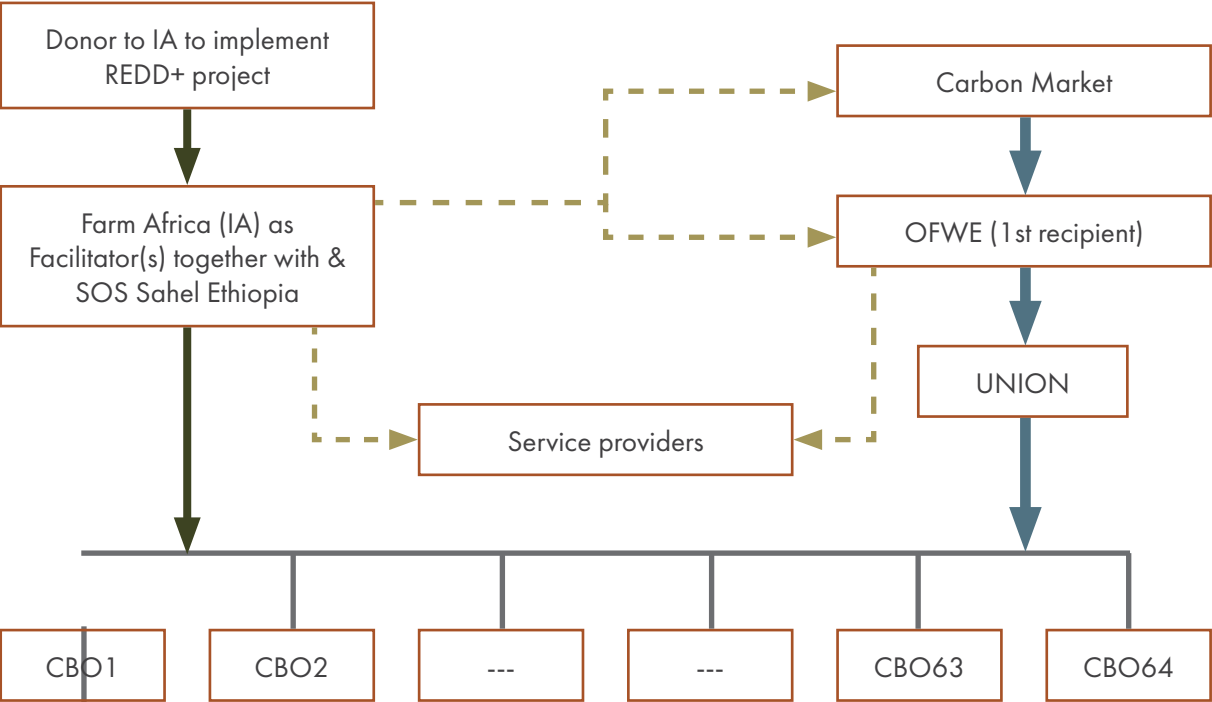 Donor to IA to implement
REDD+ project
Carbon Market
Farm Africa (IA) as
Facilitator(s) together with &
SOS Sahel Ethiopia
OFWE (1st recipient)
UNION
Service providers
CBO1
CBO2
---
---
CBO63
CBO64